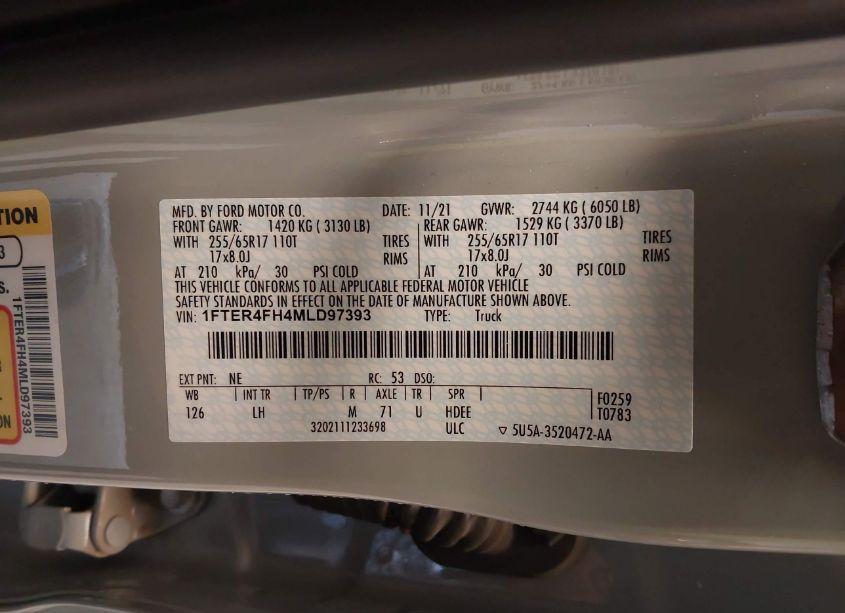 MFD. BY FORD MOTOR CO. DATE: 11/21 GVWR: 2744 KG ( 6050 LB)
FRONT GAWR: 1420 KG ( 3130 LB) REAR GAWR: 1529 KG ( 3370 LB)
WITH 255/65R17 110T TIRES WITH 255/65R17 110T TIRES
17x8.0J RIMS 17x8.0J RIMS
AT 210 kPa/ 30 PSI COLD AT 210 kPa/ 30 PSI COLD
THIS VEHICLE CONFORMS TO ALL APPLICABLE FEDERAL MOTOR VEHICLE
SAFETY STANDARDS IN EFFECT ON THE DATE OF MANUFACTURE SHOWN ABOVE.
VIN: 1FTER4FH4MLD97393 TYPE: Truck
EXT PNT: NE RC: 53 DSO:
WB INT TR TP/PS R AXLE TR SPR F0259
126 LH M 71 U HDEE T0783
3202111233698 ULC ▽ 5U5A-3520472-AA
TION
3
s.
1FTER4FH4MLD97393
ON